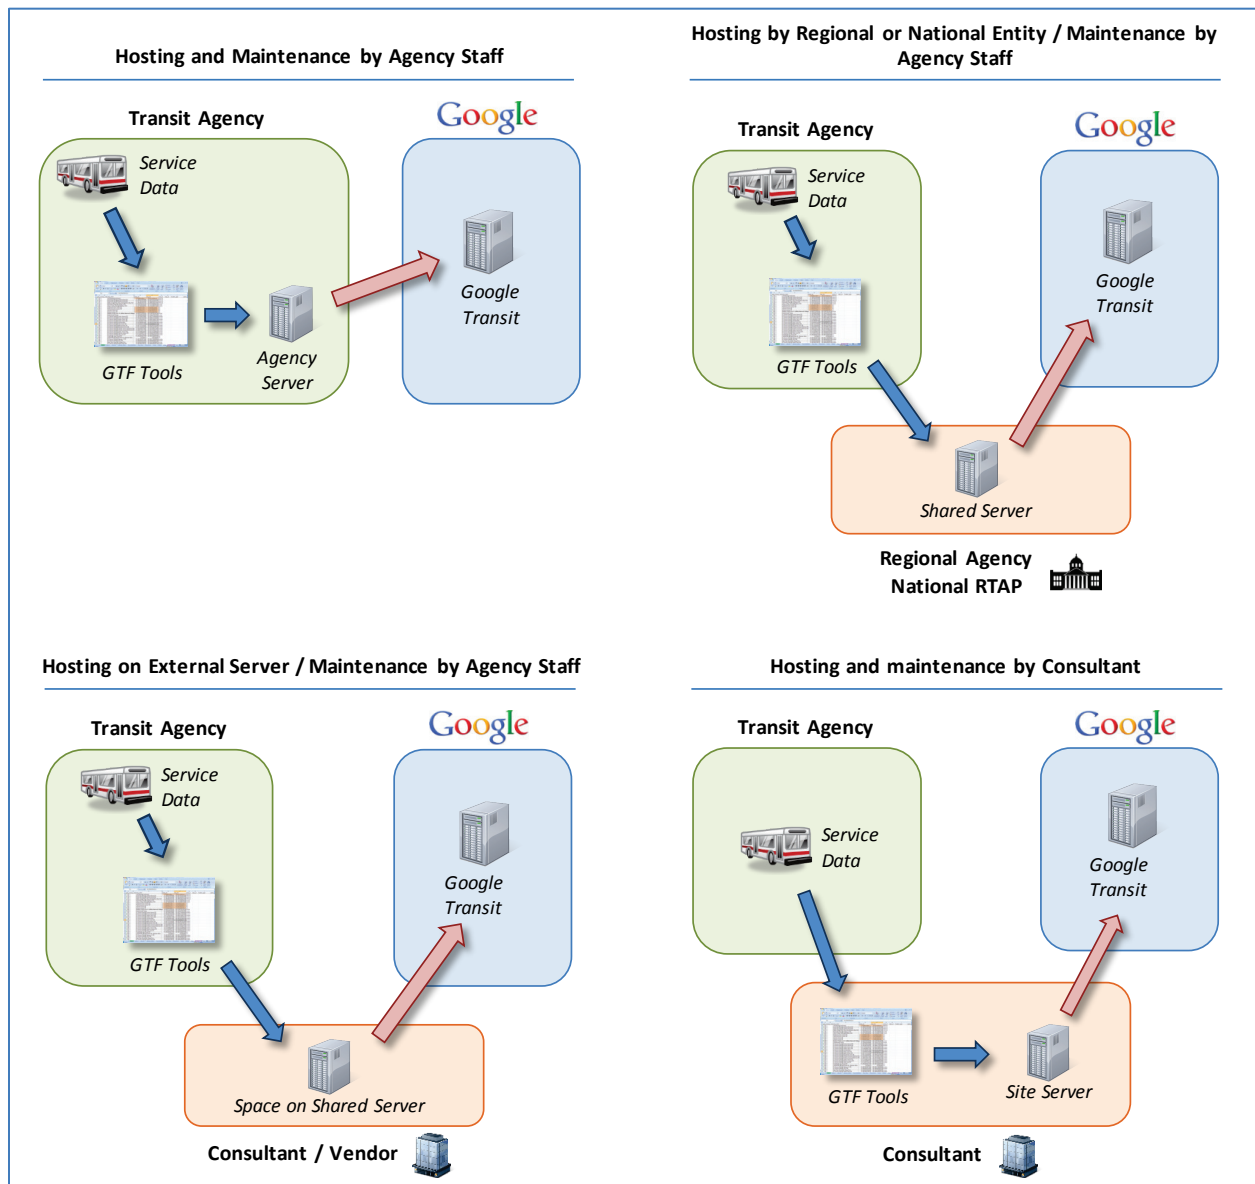 Hosting and Maintenance by Agency Staff
Transit Agency
Google
Service
Data
GTF Tools
Agency
Server
Google
Transit
Hosting by Regional or National Entity / Maintenance by
Agency Staff
Transit Agency
Google
Service
Data
GTF Tools
Google
Transit
Shared Server
Regional Agency
National RTAP
Hosting on External Server / Maintenance by Agency Staff
Transit Agency
Google
Service
Data
GTF Tools
Google
Transit
Space on Shared Server
Consultant / Vendor
Hosting and maintenance by Consultant
Transit Agency
Google
Service
Data
Google
Transit
GTF Tools
Site Server
Consultant